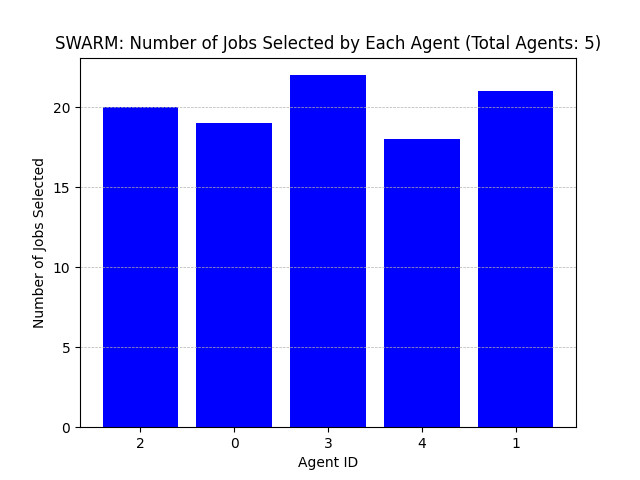 SWARM: Number of Jobs Selected by Each Agent (Total Agents: 5)
Number of Jobs Selected
20
15
10
5
0
2 0 3 4 1
Agent ID